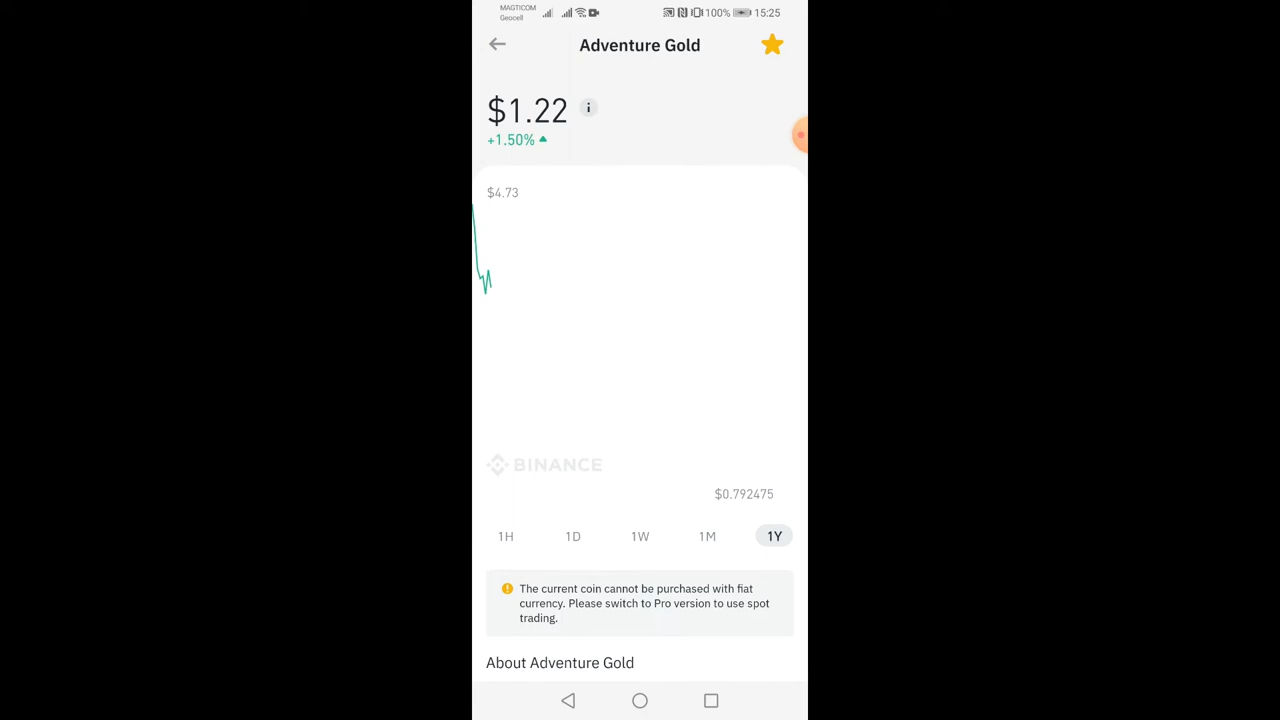 MAGTICOM
Geocell
100% 15:25
Adventure Gold
$1.22 i
+1.50%
$4.73
BINANCE
$0.792475
1H 1D 1W 1M 1Y
The current coin cannot be purchased with fiat
currency. Please switch to Pro version to use spot
trading.
About Adventure Gold